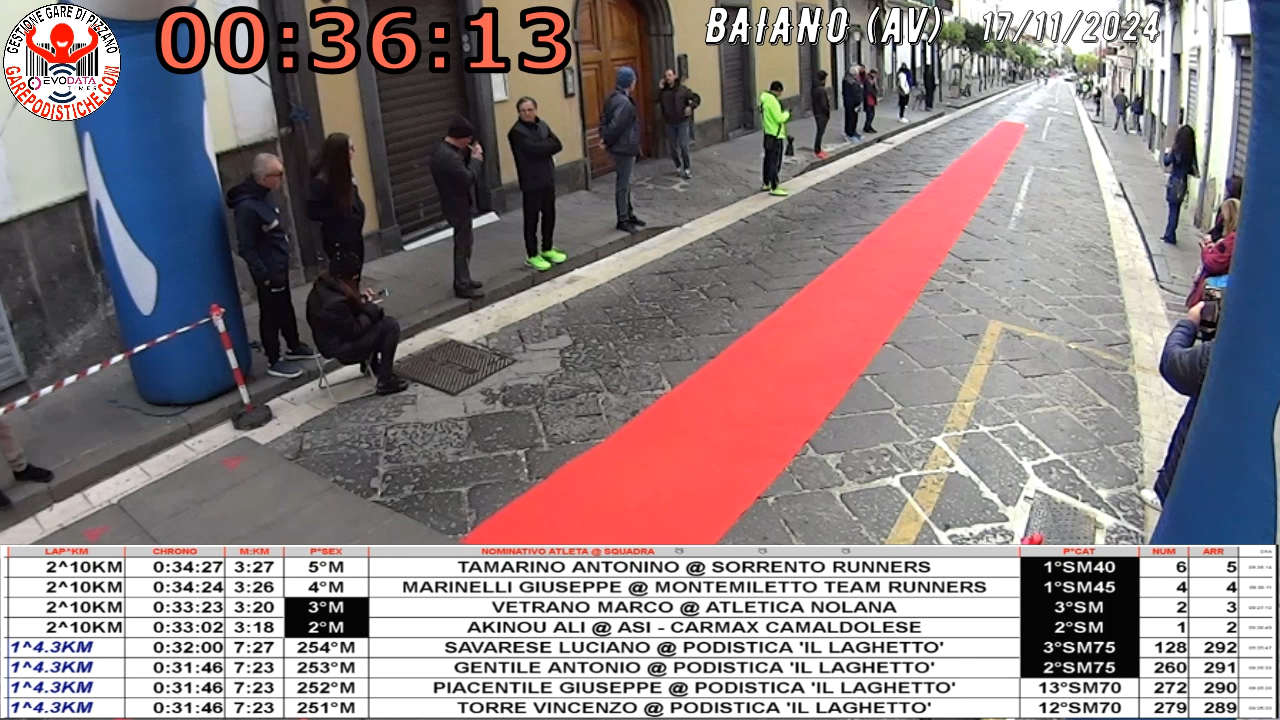 GESTIONE GARE DI PIZZANO
EVODATA
TIMER
GAREPODISTICHE.COM
00:36:13
BAIANO (AV) 17/11/2024
LAP^KM CHRONO M:KM P°SEX NOMINATIVO ATLETA @ SQUADRA P°CAT NUM ARR
2^10KM 0:34:27 3:27 5°M TAMARINO ANTONINO @ SORRENTO RUNNERS 1°SM40 6 5
2^10KM 0:34:24 3:26 4°M MARINELLI GIUSEPPE @ MONTEMILETTO TEAM RUNNERS 1°SM45 4 4
2^10KM 0:33:23 3:20 3°M VETRANO MARCO @ ATLETICA NOLANA 3°SM 2 3
2^10KM 0:33:02 3:18 2°M AKINOU ALI @ ASI - CARMAX CAMALDOLESE 2°SM 1 2
1^4.3KM 0:32:00 7:27 254°M SAVARESE LUCIANO @ PODISTICA 'IL LAGHETTO' 3°SM75 128 292
1^4.3KM 0:31:46 7:23 253°M GENTILE ANTONIO @ PODISTICA 'IL LAGHETTO' 2°SM75 260 291
1^4.3KM 0:31:46 7:23 252°M PIACENTILE GIUSEPPE @ PODISTICA 'IL LAGHETTO' 13°SM70 272 290
1^4.3KM 0:31:46 7:23 251°M TORRE VINCENZO @ PODISTICA 'IL LAGHETTO' 12°SM70 279 289